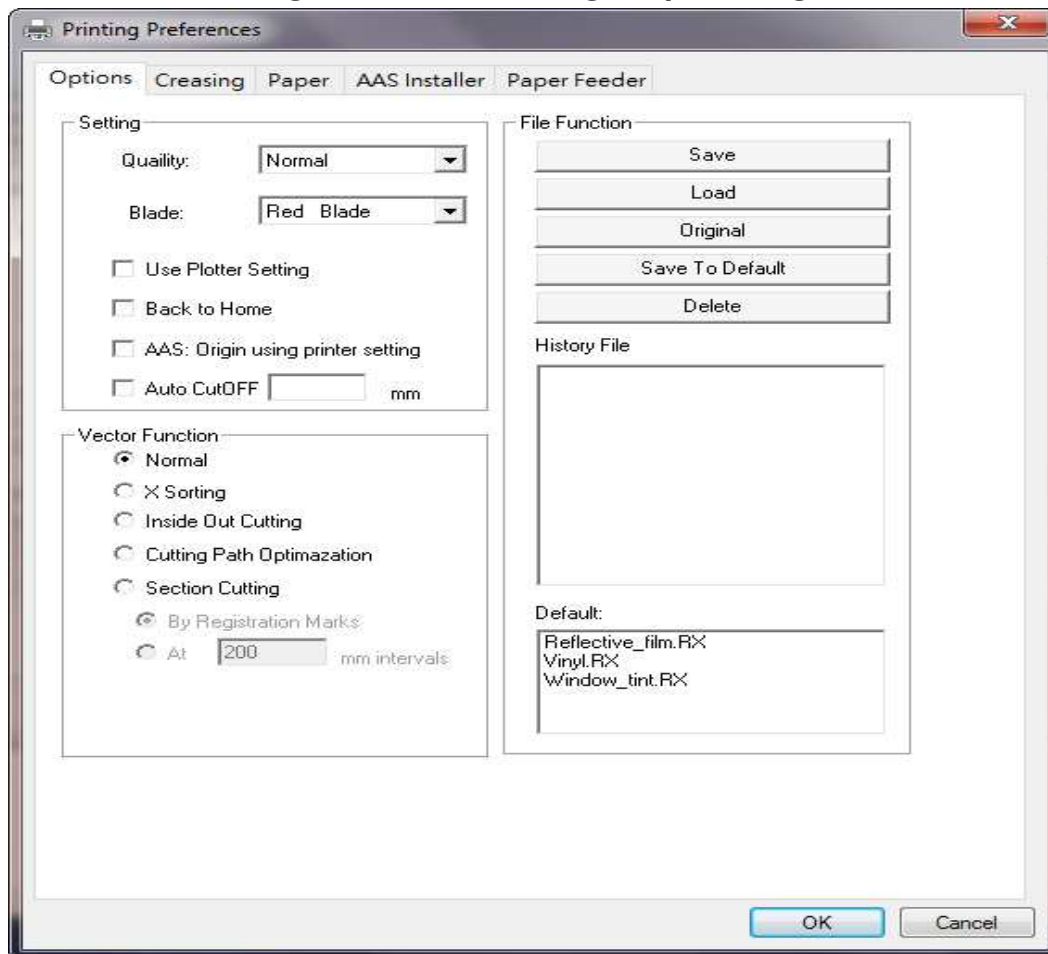 Printing Preferences
Options Creasing Paper AAS Installer Paper Feeder
Setting
Quaility: Normal
Blade: Red Blade
Use Plotter Setting
Back to Home
AAS: Origin using printer setting
Auto CutOFF mm
Vector Function
Normal
X Sorting
Inside Out Cutting
Cutting Path Optimazation
Section Cutting
By Registration Marks
At 200 mm intervals
File Function
Save
Load
Original
Save To Default
Delete
History File
Default:
Reflective_film.RX
Vinyl.RX
Window_tint.RX
OK Cancel